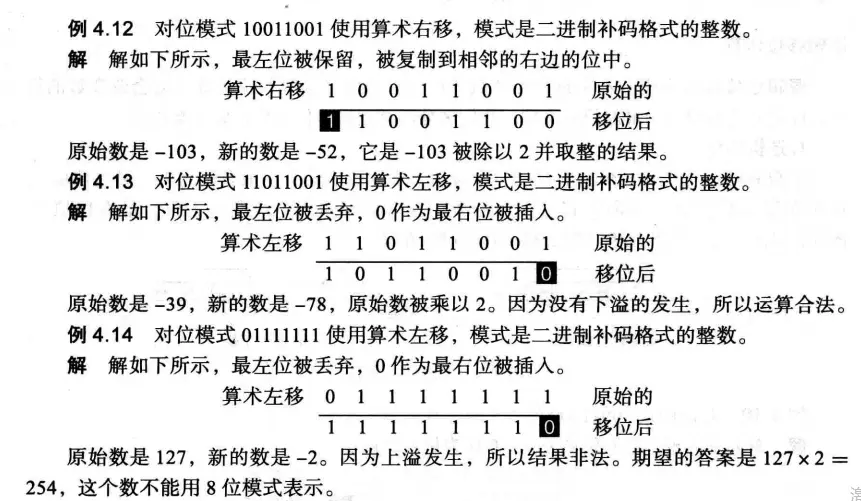 例 4.12 对位模式 10011001 使用算术右移，模式是二进制补码格式的整数。
解 解如下所示，最左位被保留，被复制到相邻的右边的位中。
算术右移 1 0 0 1 1 0 0 1 原始的
1 1 0 0 1 1 0 0 移位后
原始数是 –103，新的数是 –52，它是 –103 被除以 2 并取整的结果。
例 4.13 对位模式 11011001 使用算术左移，模式是二进制补码格式的整数。
解 解如下所示，最左位被丢弃，0 作为最右位被插入。
算术左移 1 1 0 1 1 0 0 1 原始的
1 0 1 1 0 0 1 0 移位后
原始数是 –39，新的数是 –78，原始数被乘以 2。因为没有下溢的发生，所以运算合法。
例 4.14 对位模式 01111111 使用算术左移，模式是二进制补码格式的整数。
解 解如下所示，最左位被丢弃，0 作为最右位被插入。
算术左移 0 1 1 1 1 1 1 1 原始的
1 1 1 1 1 1 1 0 移位后
原始数是 127，新的数是 –2。因为上溢发生，所以结果非法。期望的答案是 127 × 2 =
254，这个数不能用 8 位模式表示。